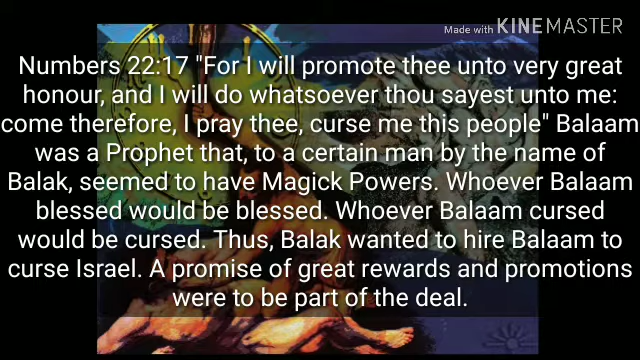 Made with KINEMASTER
Numbers 22:17 "For I will promote thee unto very great
honour, and I will do whatsoever thou sayest unto me:
come therefore, I pray thee, curse me this people" Balaam
was a Prophet that, to a certain man by the name of
Balak, seemed to have Magick Powers. Whoever Balaam
blessed would be blessed. Whoever Balaam cursed
would be cursed. Thus, Balak wanted to hire Balaam to
curse Israel. A promise of great rewards and promotions
were to be part of the deal.